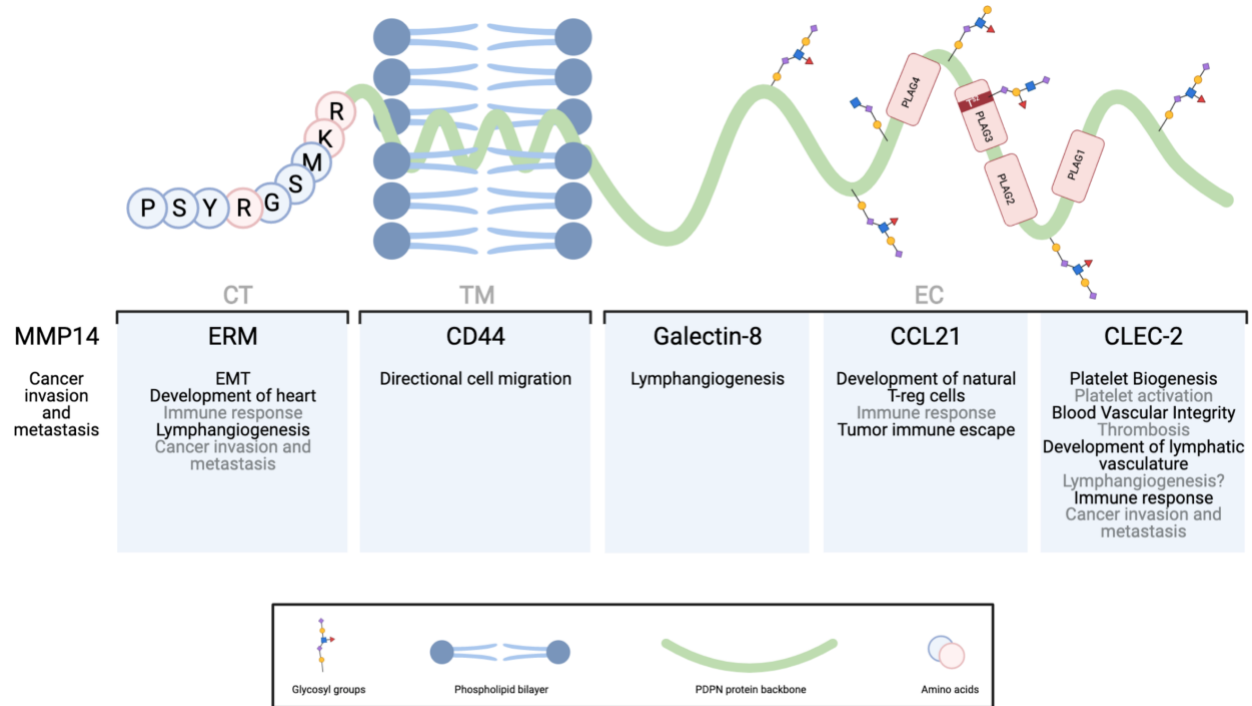 PLAG4
T⁵²
PLAG3
PLAG2
PLAG1
R
K
M
S
P S Y R G
CT
TM
EC
MMP14
Cancer
invasion
and
metastasis
ERM
EMT
Development of heart
Immune response
Lymphangiogenesis
Cancer invasion and
metastasis
CD44
Directional cell migration
Galectin-8
Lymphangiogenesis
CCL21
Development of natural
T-reg cells
Immune response
Tumor immune escape
CLEC-2
Platelet Biogenesis
Platelet activation
Blood Vascular Integrity
Thrombosis
Development of lymphatic
vasculature
Lymphangiogenesis?
Immune response
Cancer invasion and
metastasis
Glycosyl groups
Phospholipid bilayer
PDPN protein backbone
Amino acids